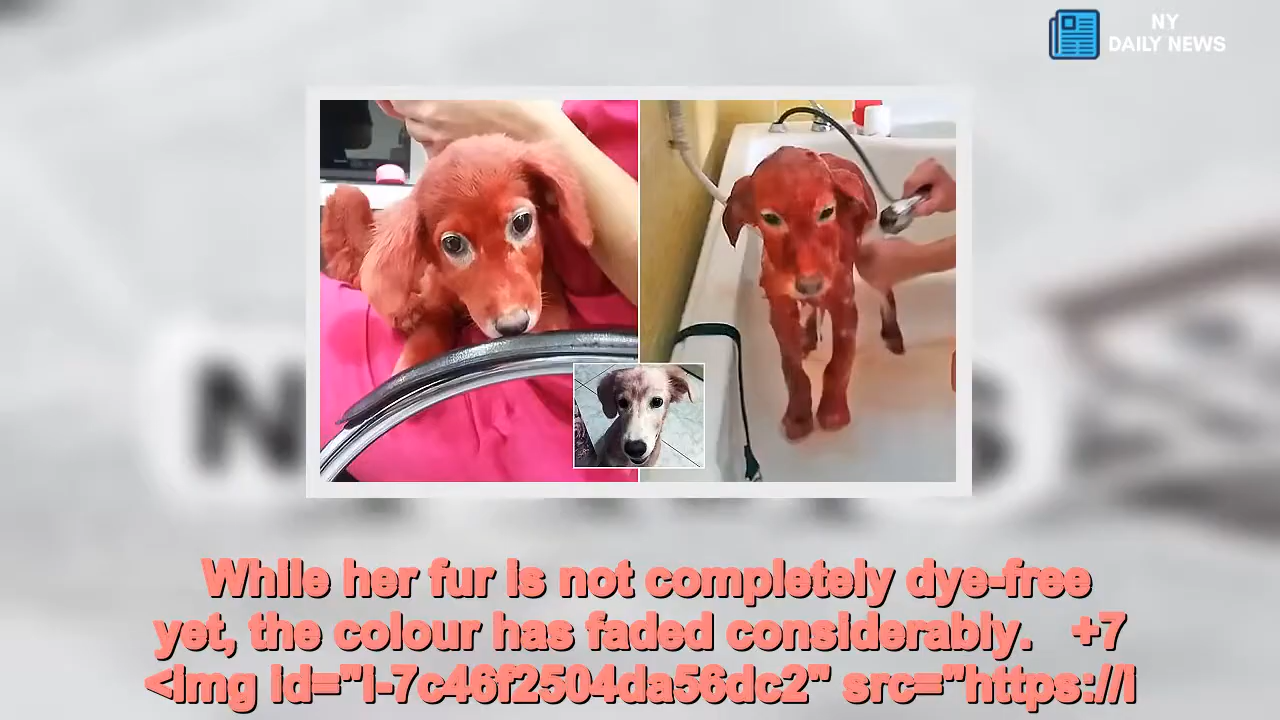 NY
DAILY NEWS
While her fur is not completely dye-free
yet, the colour has faded considerably. +7
<img id="i-7c46f2504da56dc2" src="https://i